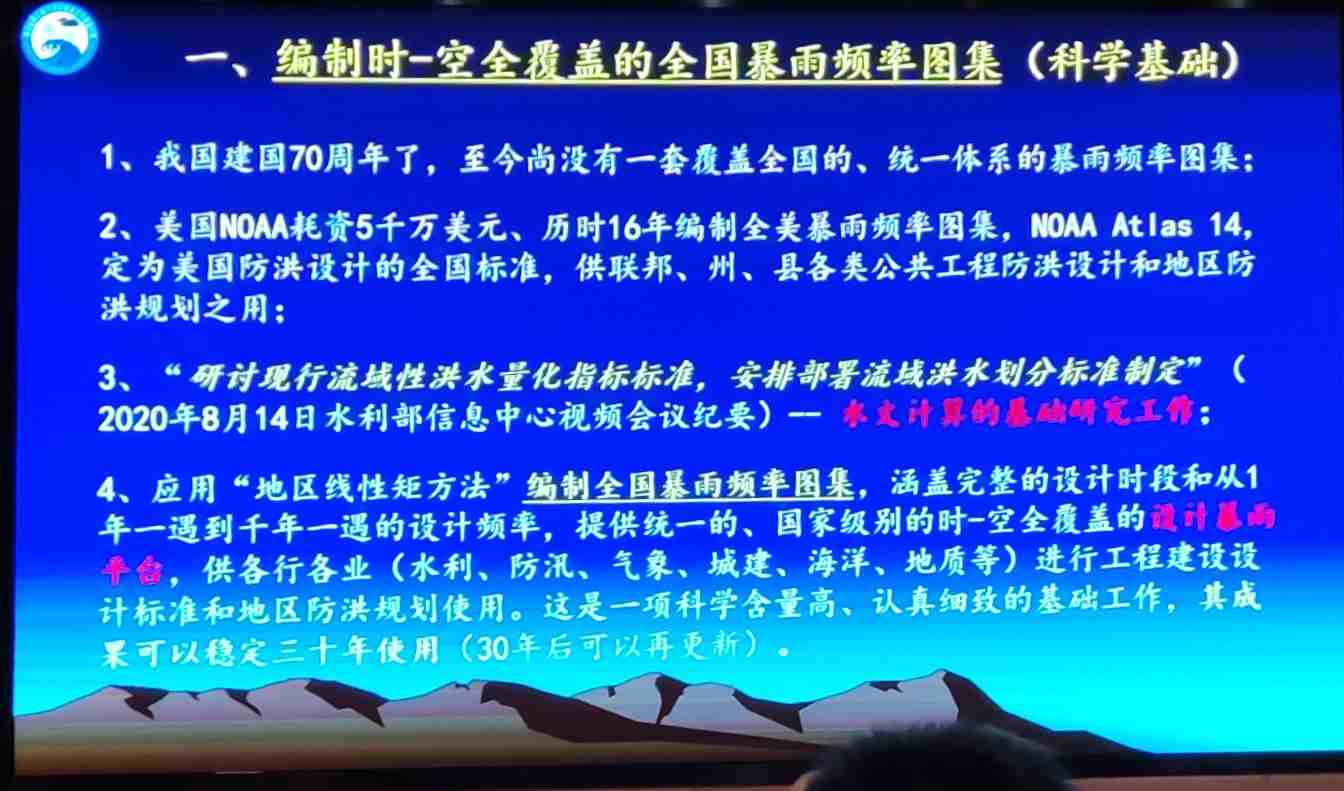 一、编制时-空全覆盖的全国暴雨频率图集（科学基础）
1、我国建国70周年了，至今尚没有一套覆盖全国的、统一体系的暴雨频率图集；
2、美国NOAA耗资5千万美元、历时16年编制全美暴雨频率图集，NOAA Atlas 14，
定为美国防洪设计的全国标准，供联邦、州、县各类公共工程防洪设计和地区防
洪规划之用；
3、“研讨现行流域性洪水量化指标标准，安排部署流域洪水划分标准制定”（
2020年8月14日水利部信息中心视频会议纪要）-- 水文计算的基础研究工作；
4、应用“地区线性矩方法”编制全国暴雨频率图集，涵盖完整的设计时段和从1
年一遇到千年一遇的设计频率，提供统一的、国家级别的时-空全覆盖的设计暴雨
平台，供各行各业（水利、防汛、气象、城建、海洋、地质等）进行工程建设设
计标准和地区防洪规划使用。这是一项科学含量高、认真细致的基础工作，其成
果可以稳定三十年使用（30年后可以再更新）。